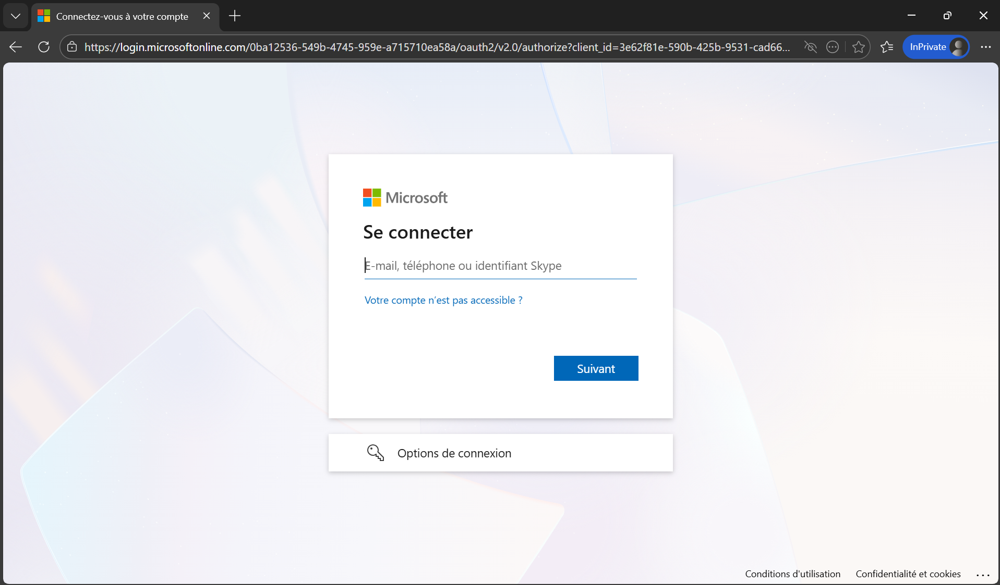 Connectez-vous à votre compte
https://login.microsoftonline.com/0ba12536-549b-4745-959e-a715710ea58a/oauth2/v2.0/authorize?client_id=3e62f81e-590b-425b-9531-cad66...
InPrivate
Microsoft
Se connecter
E-mail, téléphone ou identifiant Skype
Votre compte n’est pas accessible ?
Suivant
Options de connexion
Conditions d'utilisation Confidentialité et cookies ...